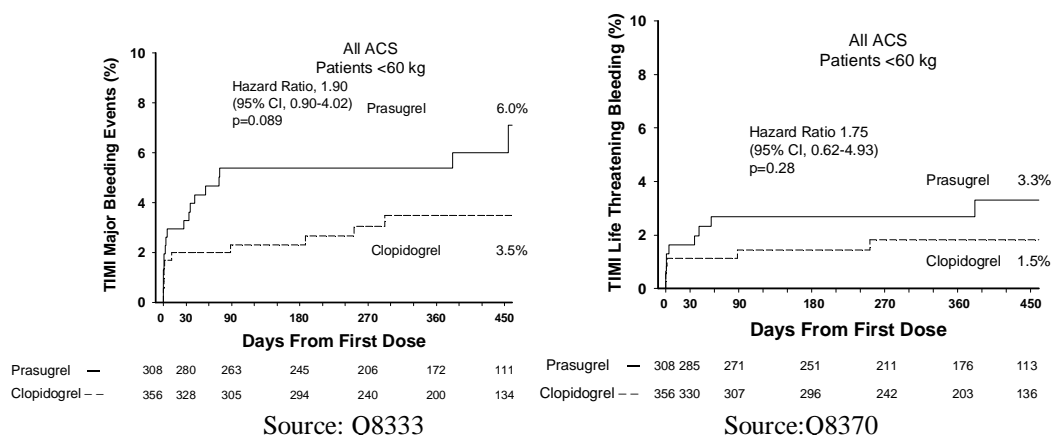 All ACS
Patients <60 kg
Hazard Ratio, 1.90
(95% CI, 0.90-4.02)
p=0.089
Prasugrel 6.0%
Clopidogrel 3.5%
TIMI Major Bleeding Events (%)
10
8
6
4
2
0
0 30 90 180 270 360 450
Days From First Dose
Prasugrel 308 280 263 245 206 172 111
Clopidogrel 356 328 305 294 240 200 134
Source: Q8333
All ACS
Patients <60 kg
Hazard Ratio 1.75
(95% CI, 0.62-4.93)
p=0.28
Prasugrel 3.3%
Clopidogrel 1.5%
TIMI Life Threatening Bleeding (%)
10
8
6
4
2
0
0 30 90 180 270 360 450
Days From First Dose
Prasugrel 308 285 271 251 211 176 113
Clopidogrel 356 330 307 296 242 203 136
Source:Q8370